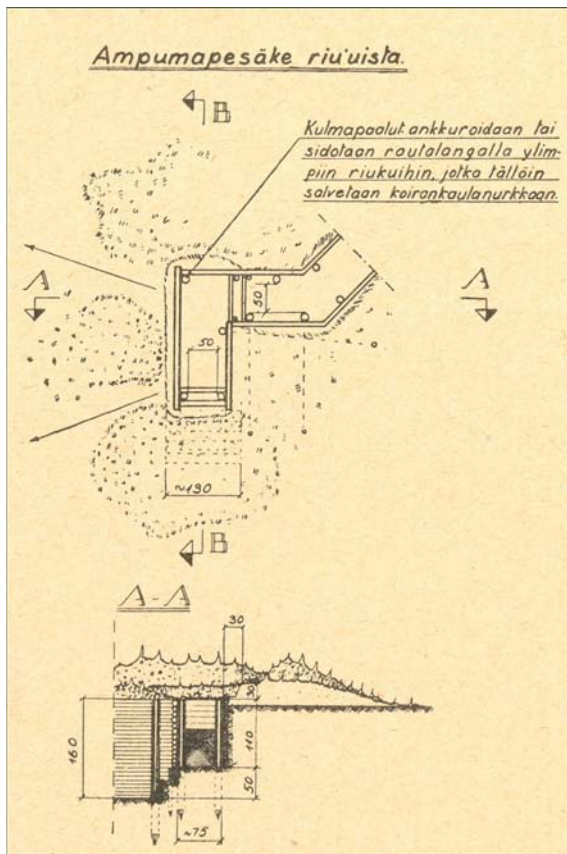 Ampumapesäke riu'uista.
B
Kulmapaalut ankkuroidaan tai
sidotaan rautalangalla ylim-
piin riukuihin, jotka tällöin
salvetaan koirankaulanurkkaan.
A
A
50
50
~190
B
A-A
30
30
160
110
50
~75